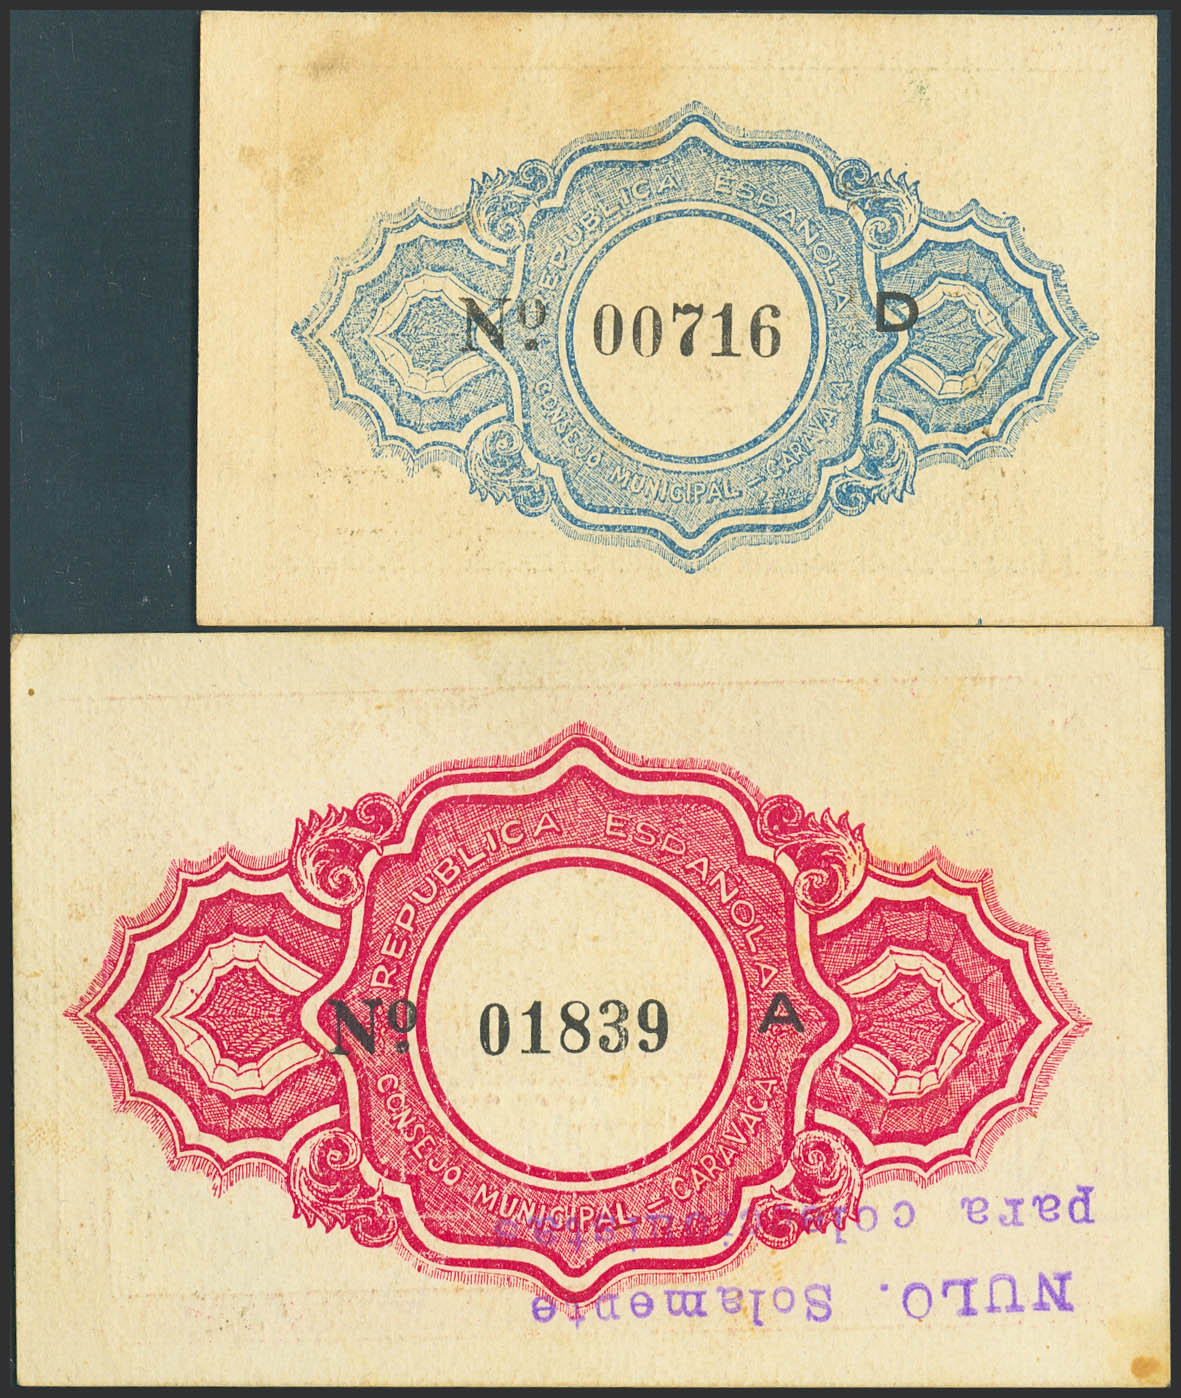 REPUBLICA ESPAÑOLA
Nº. 00716 D
CONSEJO MUNICIPAL - CARAVACA
REPUBLICA ESPAÑOLA
Nº. 01839 A
CONSEJO MUNICIPAL - CARAVACA
NULO. Solamente
para coleccionistas